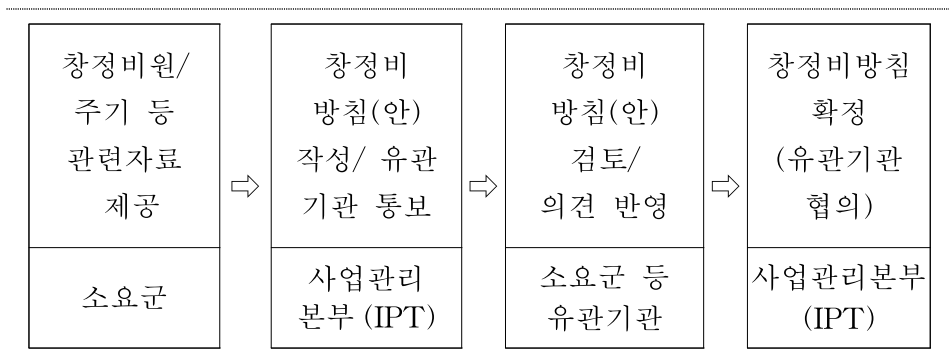 창정비원/
주기 등
관련자료
제공
소요군
⇨
창정비
방침(안)
작성/ 유관
기관 통보
사업관리
본부 (IPT)
⇨
창정비
방침(안)
검토/
의견 반영
소요군 등
유관기관
⇨
창정비방침
확정
(유관기관
협의)
사업관리본부
(IPT)